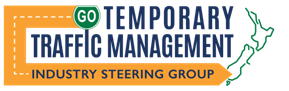 GO TEMPORARY
TRAFFIC MANAGEMENT
INDUSTRY STEERING GROUP